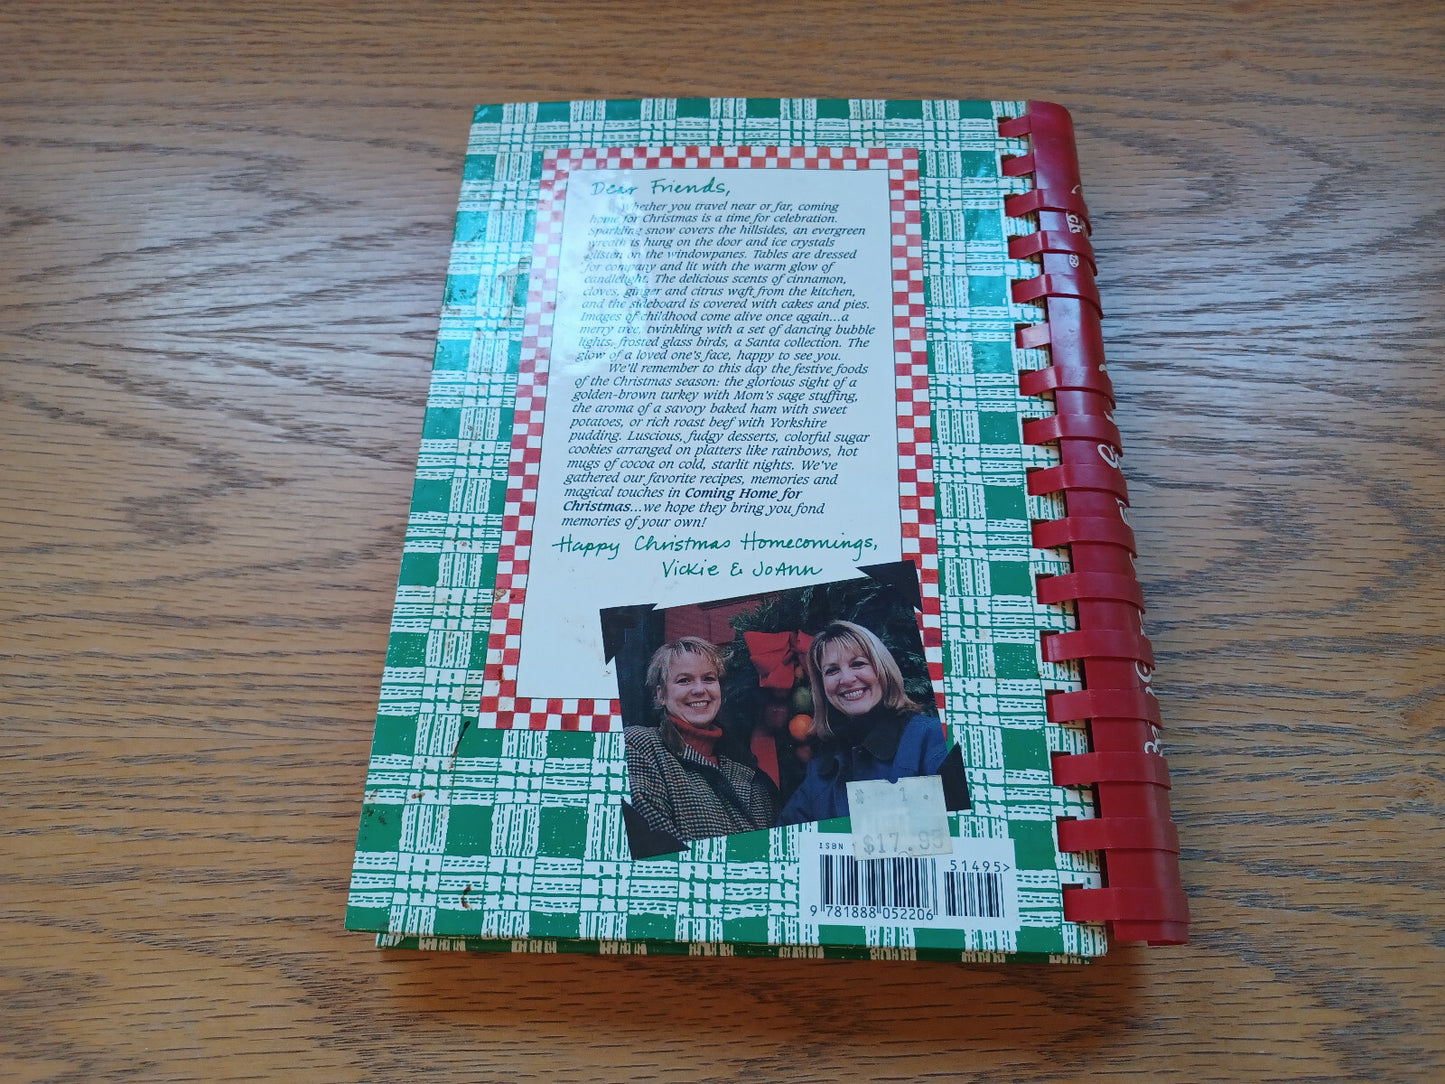 Dear Friends,
Whether you travel near or far, coming
home for Christmas is a time for celebration.
Sparkling snow covers the hillsides, an evergreen
wreath is hung on the door and ice crystals
glisten on the windowpanes. Tables are dressed
for company and lit with the warm glow of
candlelight. The delicious scents of cinnamon,
cloves, ginger and citrus waft from the kitchen,
and the sideboard is covered with cakes and pies.
Images of childhood come alive once again...a
merry tree, twinkling with a set of dancing bubble
lights, frosted glass birds, a Santa collection. The
glow of a loved one's face, happy to see you.
We'll remember to this day the festive foods
of the Christmas season: the glorious sight of a
golden-brown turkey with Mom's sage stuffing,
the aroma of a savory baked ham with sweet
potatoes, or rich roast beef with Yorkshire
pudding. Luscious, fudgy desserts, colorful sugar
cookies arranged on platters like rainbows, hot
mugs of cocoa on cold, starlit nights. We've
gathered our favorite recipes, memories and
magical touches in Coming Home for
Christmas...we hope they bring you fond
memories of your own!
Happy Christmas Homecomings,
Vickie & JoAnn
# 1.
$17.95
ISBN
51495>
9 781888 052206